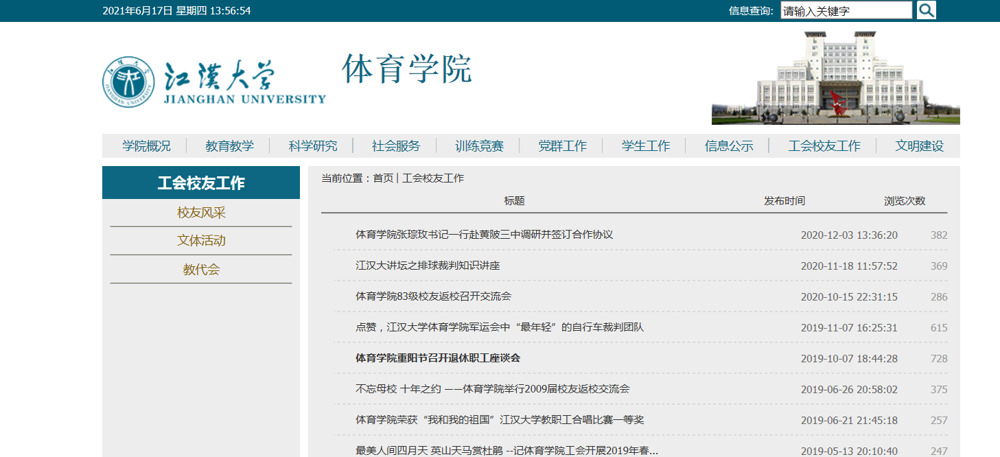 2021年6月17日 星期四 13:56:54
信息查询: 请输入关键字
江漢大学
JIANGHAN UNIVERSITY
体育学院
学院概况 教育教学 科学研究 社会服务 训练竞赛 党群工作 学生工作 信息公示 工会校友工作 文明建设
工会校友工作
校友风采
文体活动
教代会
当前位置：首页 | 工会校友工作
标题 发布时间 浏览次数
体育学院张琮玫书记一行赴黄陂三中调研并签订合作协议 2020-12-03 13:36:20 382
江汉大讲坛之排球裁判知识讲座 2020-11-18 11:57:52 369
体育学院83级校友返校召开交流会 2020-10-15 22:31:15 286
点赞，江汉大学体育学院军运会中“最年轻”的自行车裁判团队 2019-11-07 16:25:31 615
体育学院重阳节召开退休职工座谈会 2019-10-07 18:44:28 728
不忘母校 十年之约 ——体育学院举行2009届校友返校交流会 2019-06-26 20:58:02 375
体育学院荣获“我和我的祖国”江汉大学教职工合唱比赛一等奖 2019-06-21 21:45:18 257
最美人间四月天 英山天马赏杜鹃 --记体育学院工会开展2019年春... 2019-05-13 20:10:40 247